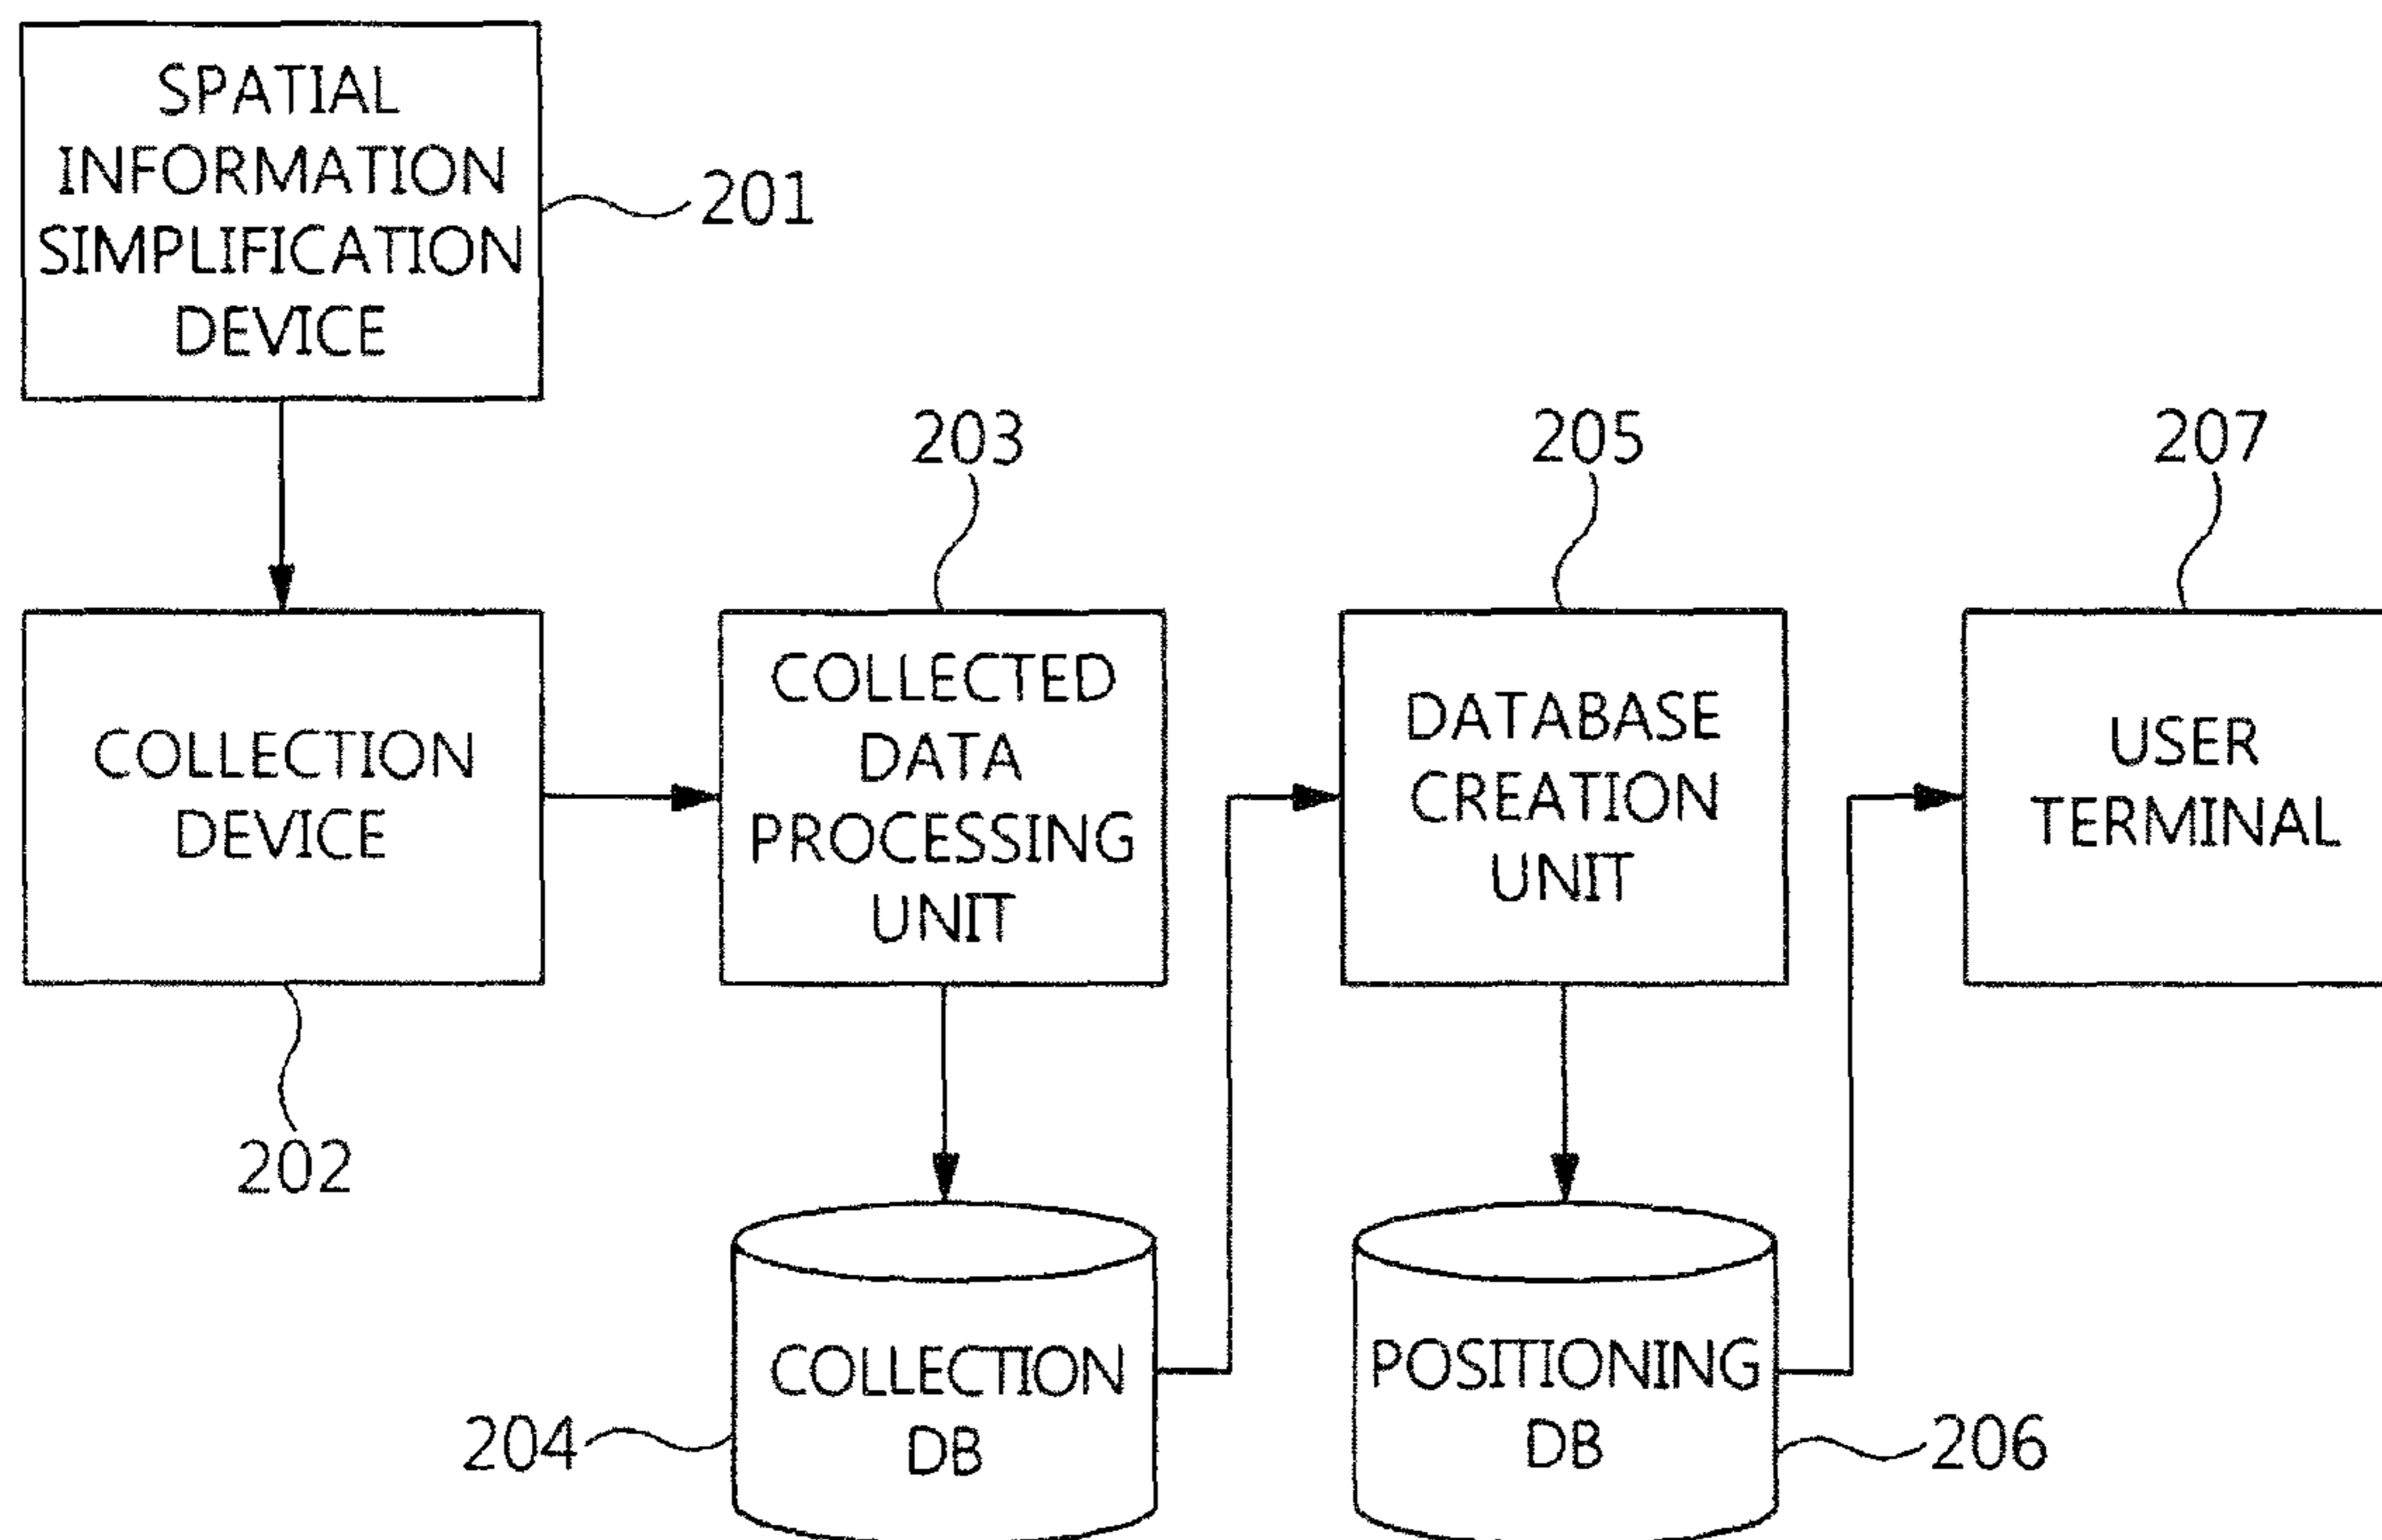 SPATIAL
INFORMATION
SIMPLIFICATION
DEVICE
201
203
205
207
COLLECTION
DEVICE
COLLECTED
DATA
PROCESSING
UNIT
DATABASE
CREATION
UNIT
USER
TERMINAL
202
COLLECTION
DB
204
POSITIONING
DB
206